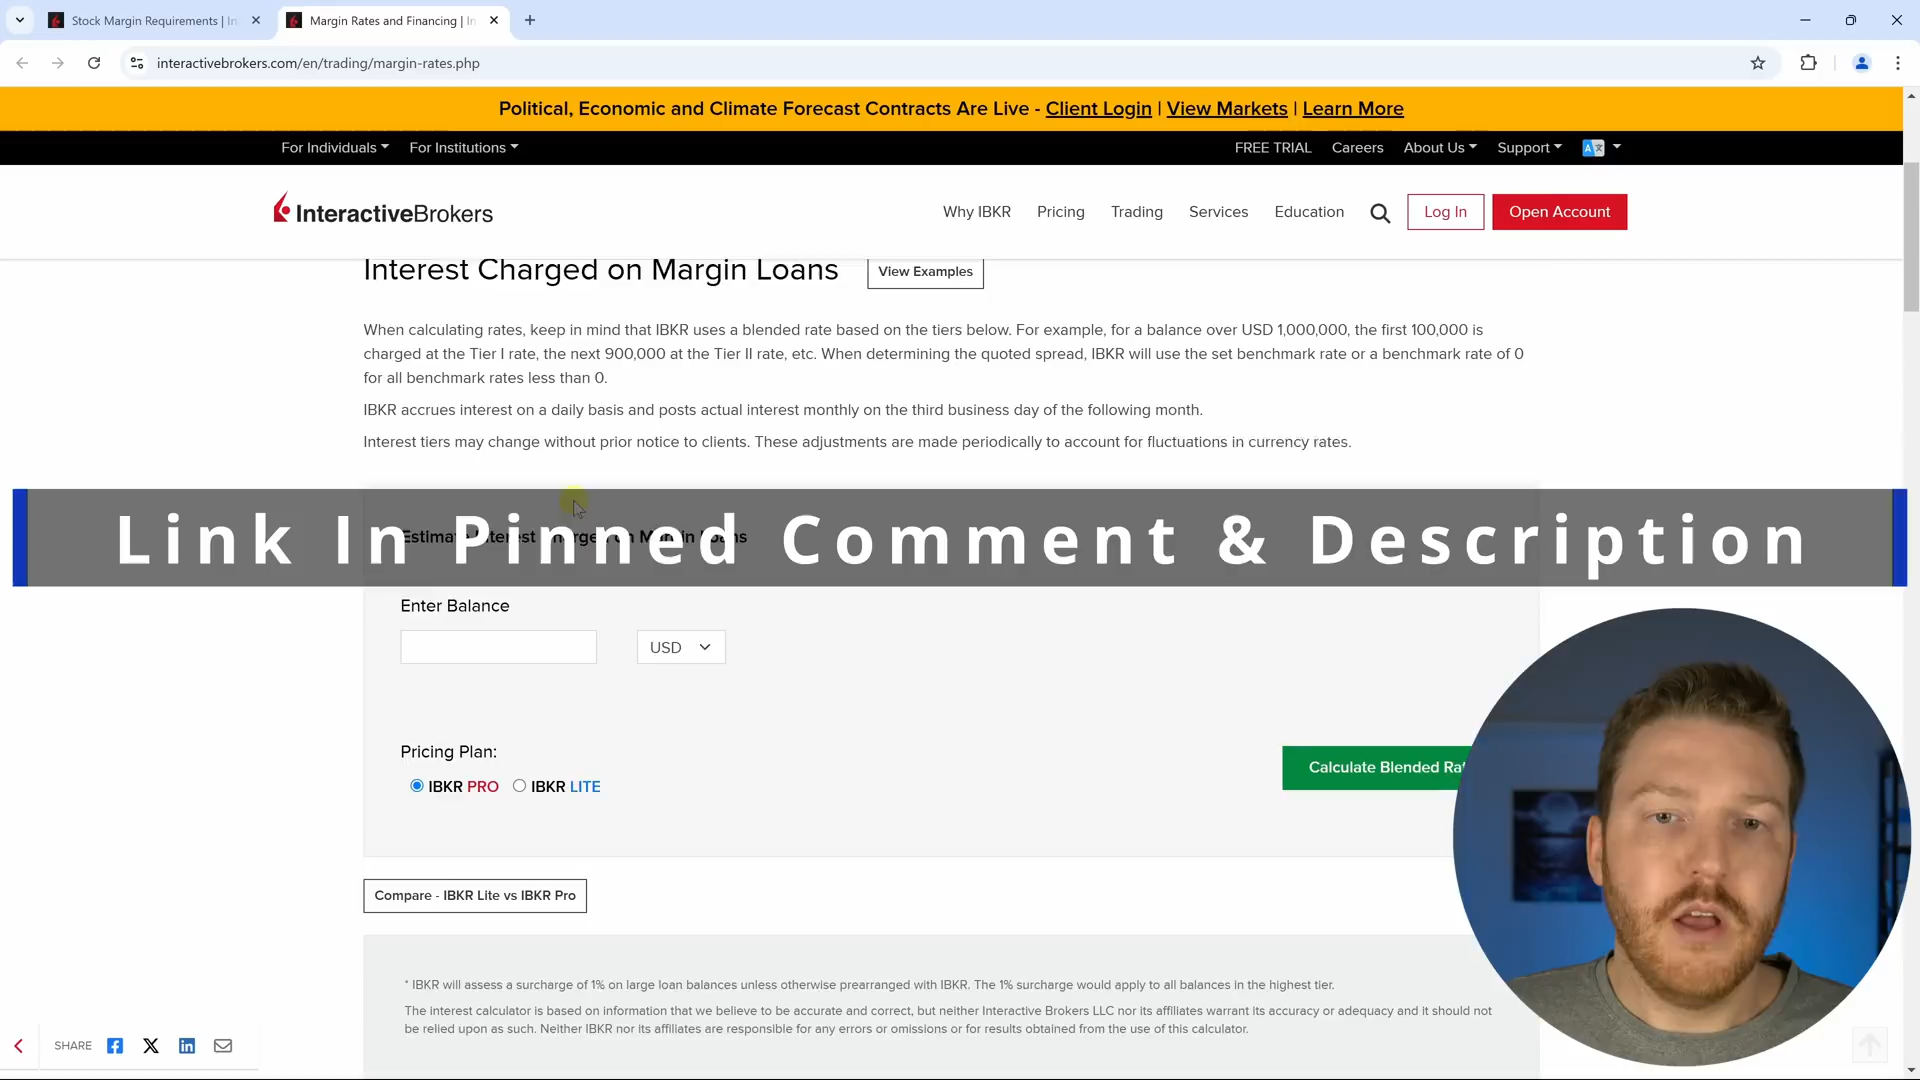 Stock Margin Requirements | In
Margin Rates and Financing | In
interactivebrokers.com/en/trading/margin-rates.php
Political, Economic and Climate Forecast Contracts Are Live - Client Login | View Markets | Learn More
For Individuals For Institutions FREE TRIAL Careers About Us Support
InteractiveBrokers Why IBKR Pricing Trading Services Education Log In Open Account
Interest Charged on Margin Loans View Examples
When calculating rates, keep in mind that IBKR uses a blended rate based on the tiers below. For example, for a balance over USD 1,000,000, the first 100,000 is
charged at the Tier I rate, the next 900,000 at the Tier II rate, etc. When determining the quoted spread, IBKR will use the set benchmark rate or a benchmark rate of 0
for all benchmark rates less than 0.
IBKR accrues interest on a daily basis and posts actual interest monthly on the third business day of the following month.
Interest tiers may change without prior notice to clients. These adjustments are made periodically to account for fluctuations in currency rates.
Estimate Interest Charged on Margin Loans
Link In Pinned Comment & Description
Enter Balance
USD
Pricing Plan:
IBKR PRO IBKR LITE
Calculate Blended Rat
Compare - IBKR Lite vs IBKR Pro
* IBKR will assess a surcharge of 1% on large loan balances unless otherwise prearranged with IBKR. The 1% surcharge would apply to all balances in the highest tier.
The interest calculator is based on information that we believe to be accurate and correct, but neither Interactive Brokers LLC nor its affiliates warrant its accuracy or adequacy and it should not
be relied upon as such. Neither IBKR nor its affiliates are responsible for any errors or omissions or for results obtained from the use of this calculator.
SHARE